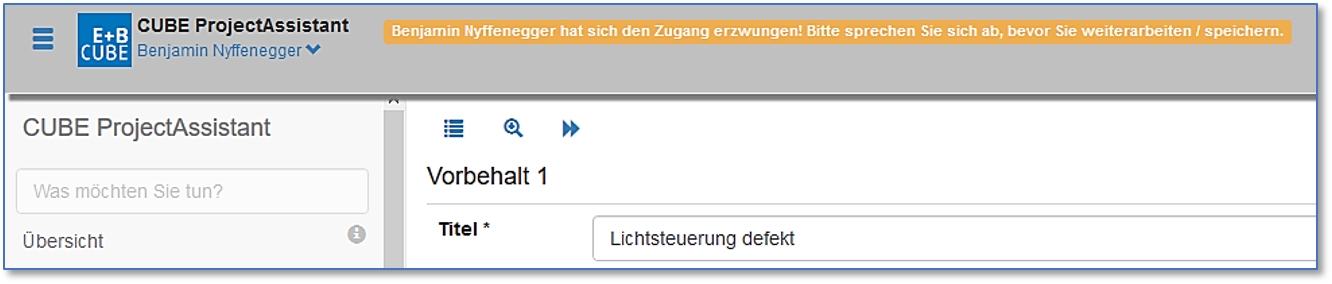 E+B
CUBE
CUBE ProjectAssistant
Benjamin Nyffenegger
Benjamin Nyffenegger hat sich den Zugang erzwungen! Bitte sprechen Sie sich ab, bevor Sie weiterarbeiten / speichern.
CUBE ProjectAssistant
Was möchten Sie tun?
Übersicht
Vorbehalt 1
Titel *
Lichtsteuerung defekt